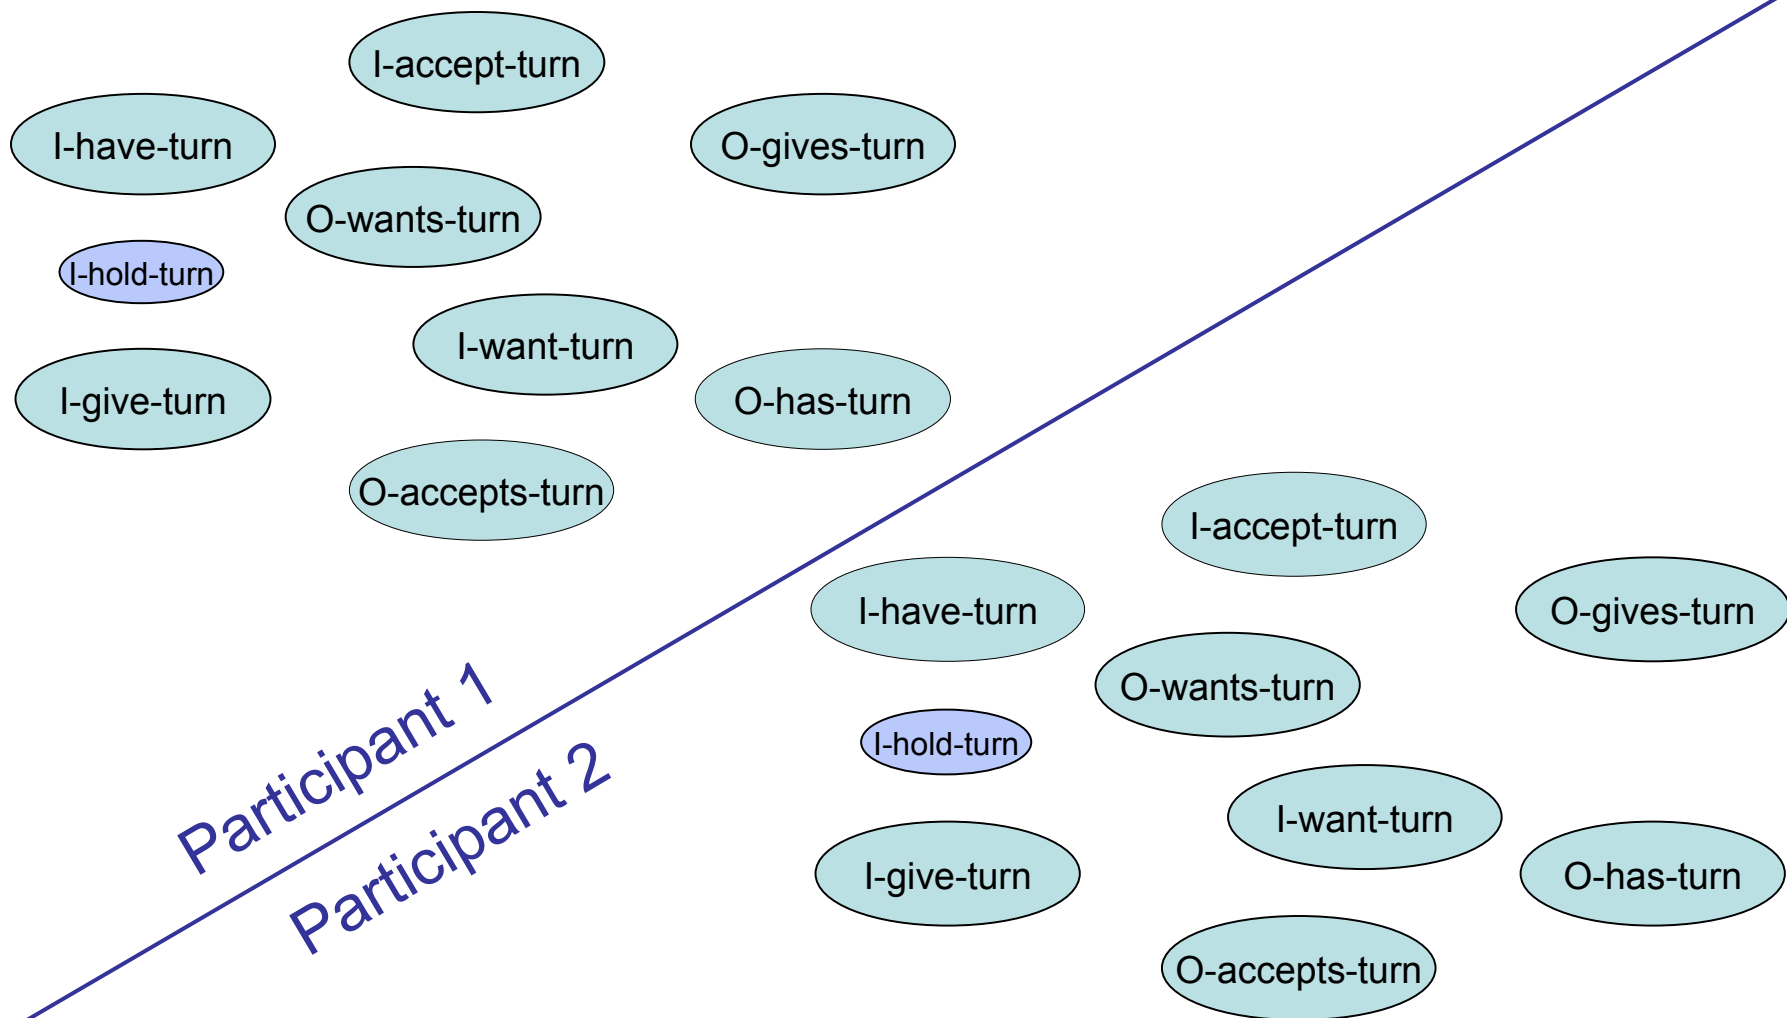 I-accept-turn
I-have-turn
O-gives-turn
O-wants-turn
I-hold-turn
I-want-turn
I-give-turn
O-has-turn
O-accepts-turn
Participant 1
Participant 2
I-accept-turn
I-have-turn
O-gives-turn
O-wants-turn
I-hold-turn
I-want-turn
I-give-turn
O-has-turn
O-accepts-turn